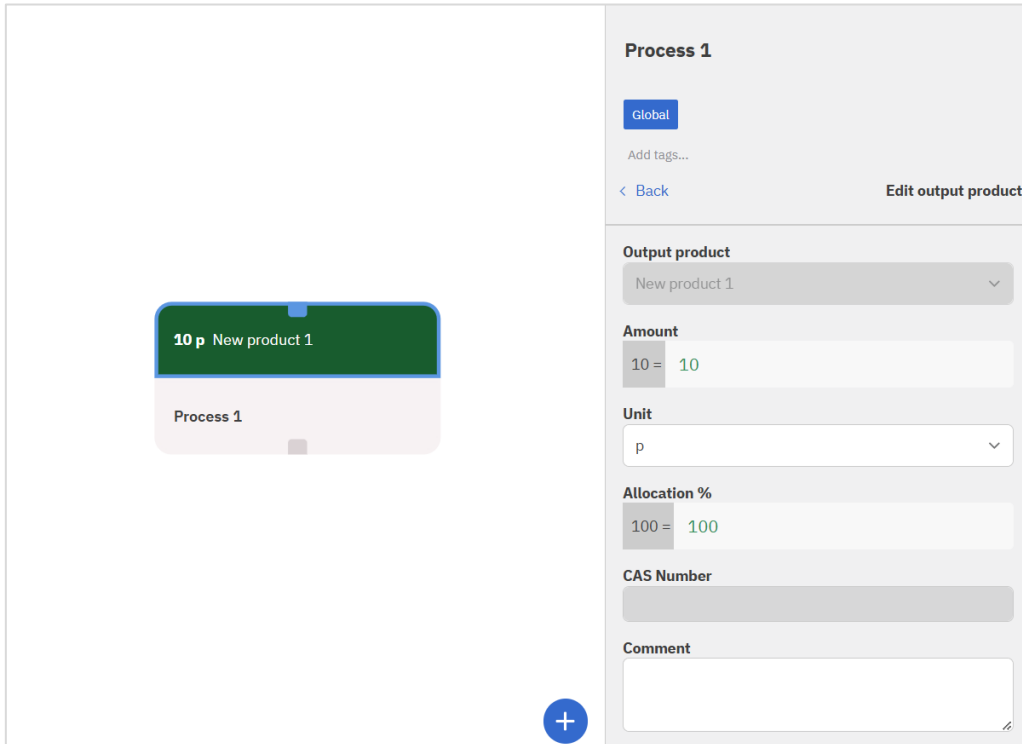 10 p New product 1
Process 1
Process 1
Global
Add tags...
< Back
Edit output product
Output product
New product 1
Amount
10 = 10
Unit
p
Allocation %
100 = 100
CAS Number
Comment